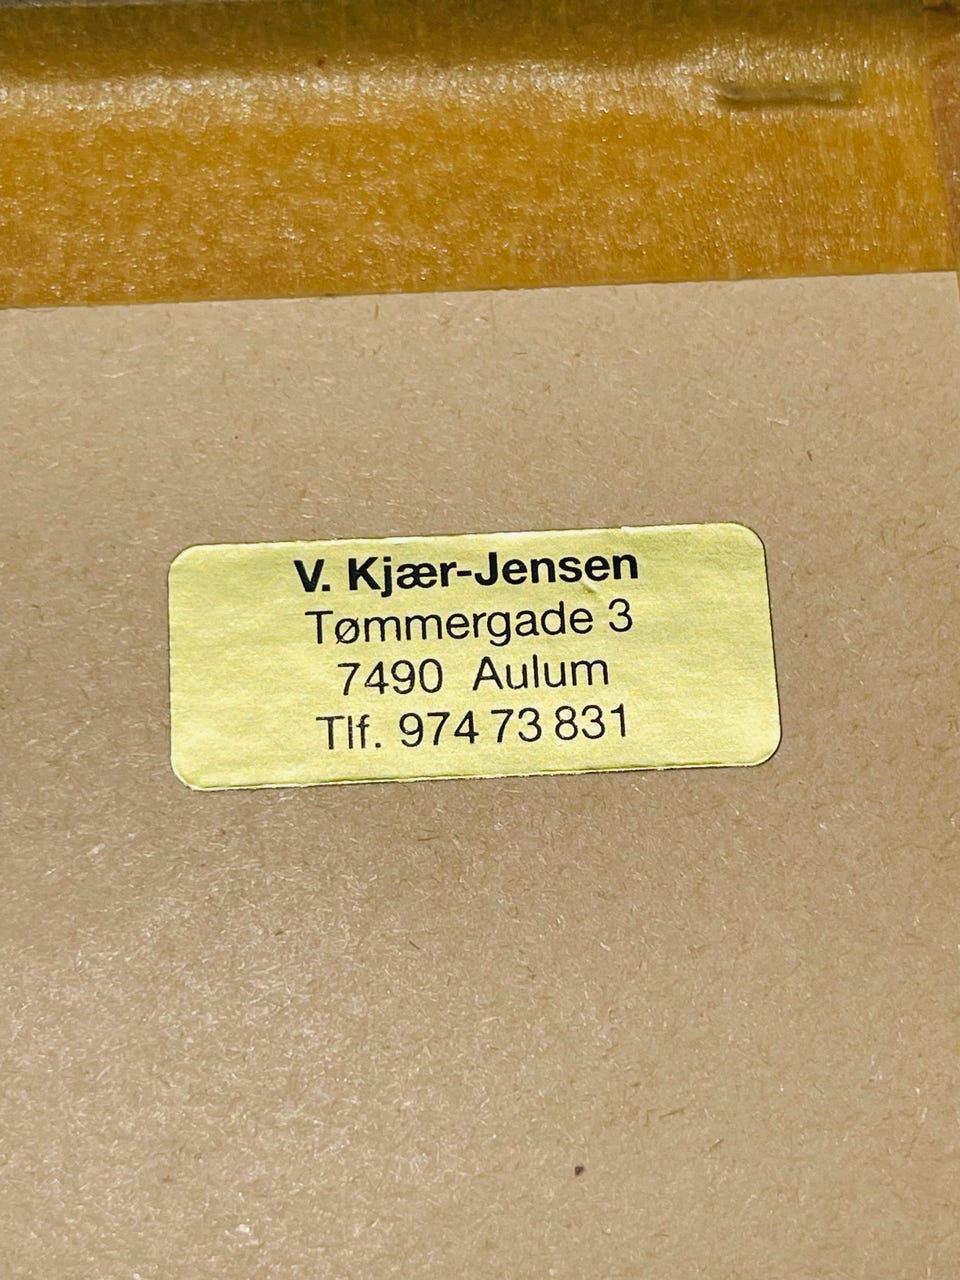 V. Kjær-Jensen
Tømmergade 3
7490 Aulum
Tlf. 974 73 831